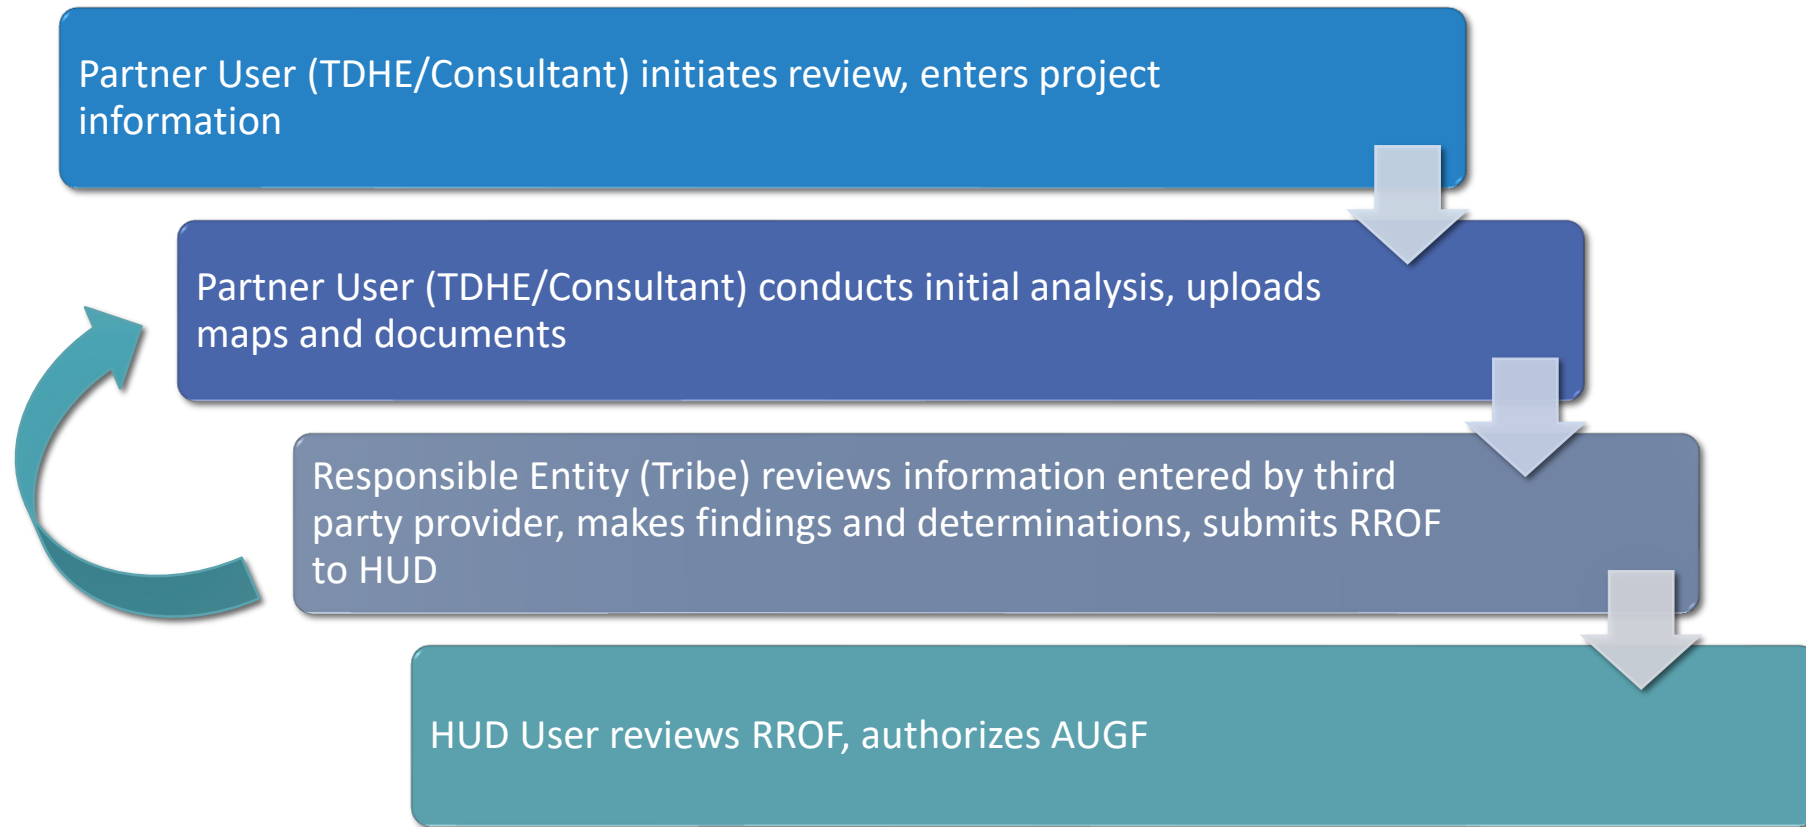 Partner User (TDHE/Consultant) initiates review, enters project
information
Partner User (TDHE/Consultant) conducts initial analysis, uploads
maps and documents
Responsible Entity (Tribe) reviews information entered by third
party provider, makes findings and determinations, submits RROF
to HUD
HUD User reviews RROF, authorizes AUGF